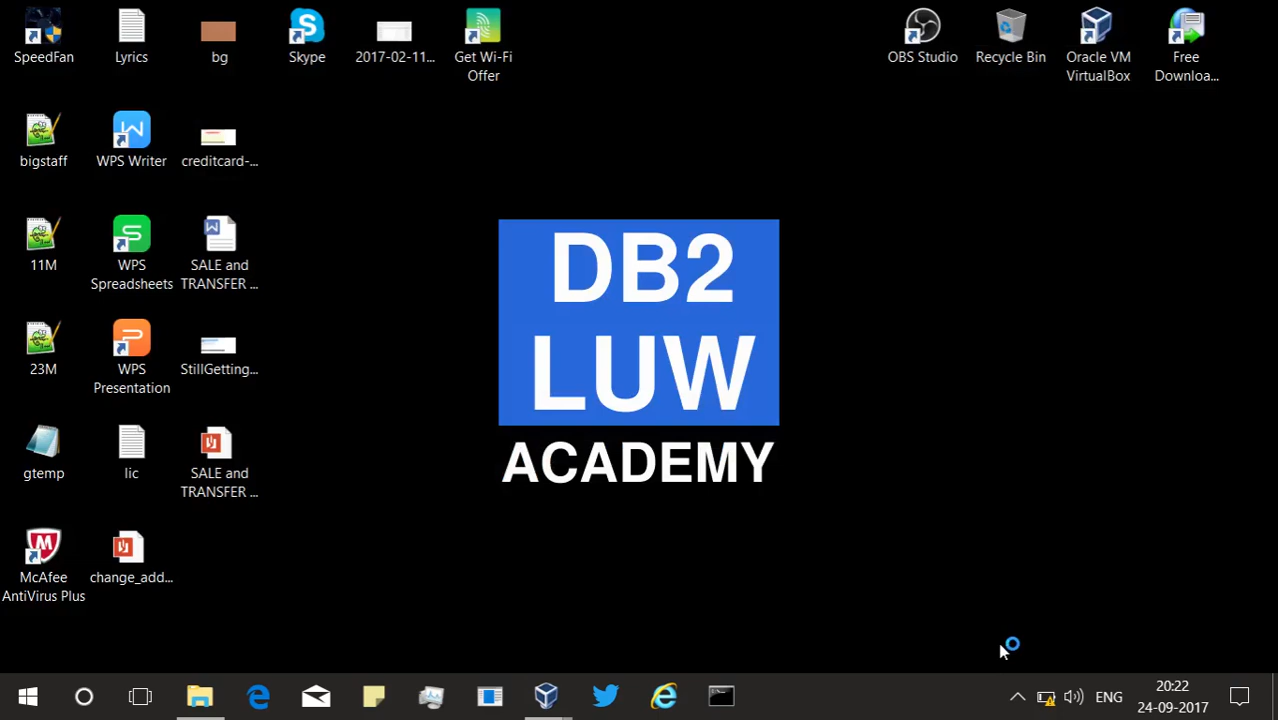 SpeedFan
Lyrics
bg
Skype
2017-02-11...
Get Wi-Fi
Offer
OBS Studio
Recycle Bin
Oracle VM
VirtualBox
Free
Downloa...
bigstaff
WPS Writer
creditcard-...
11M
WPS
Spreadsheets
SALE and
TRANSFER ...
23M
WPS
Presentation
StillGetting...
gtemp
lic
SALE and
TRANSFER ...
McAfee
AntiVirus Plus
change_add...
DB2
LUW
ACADEMY
ENG
20:22
24-09-2017